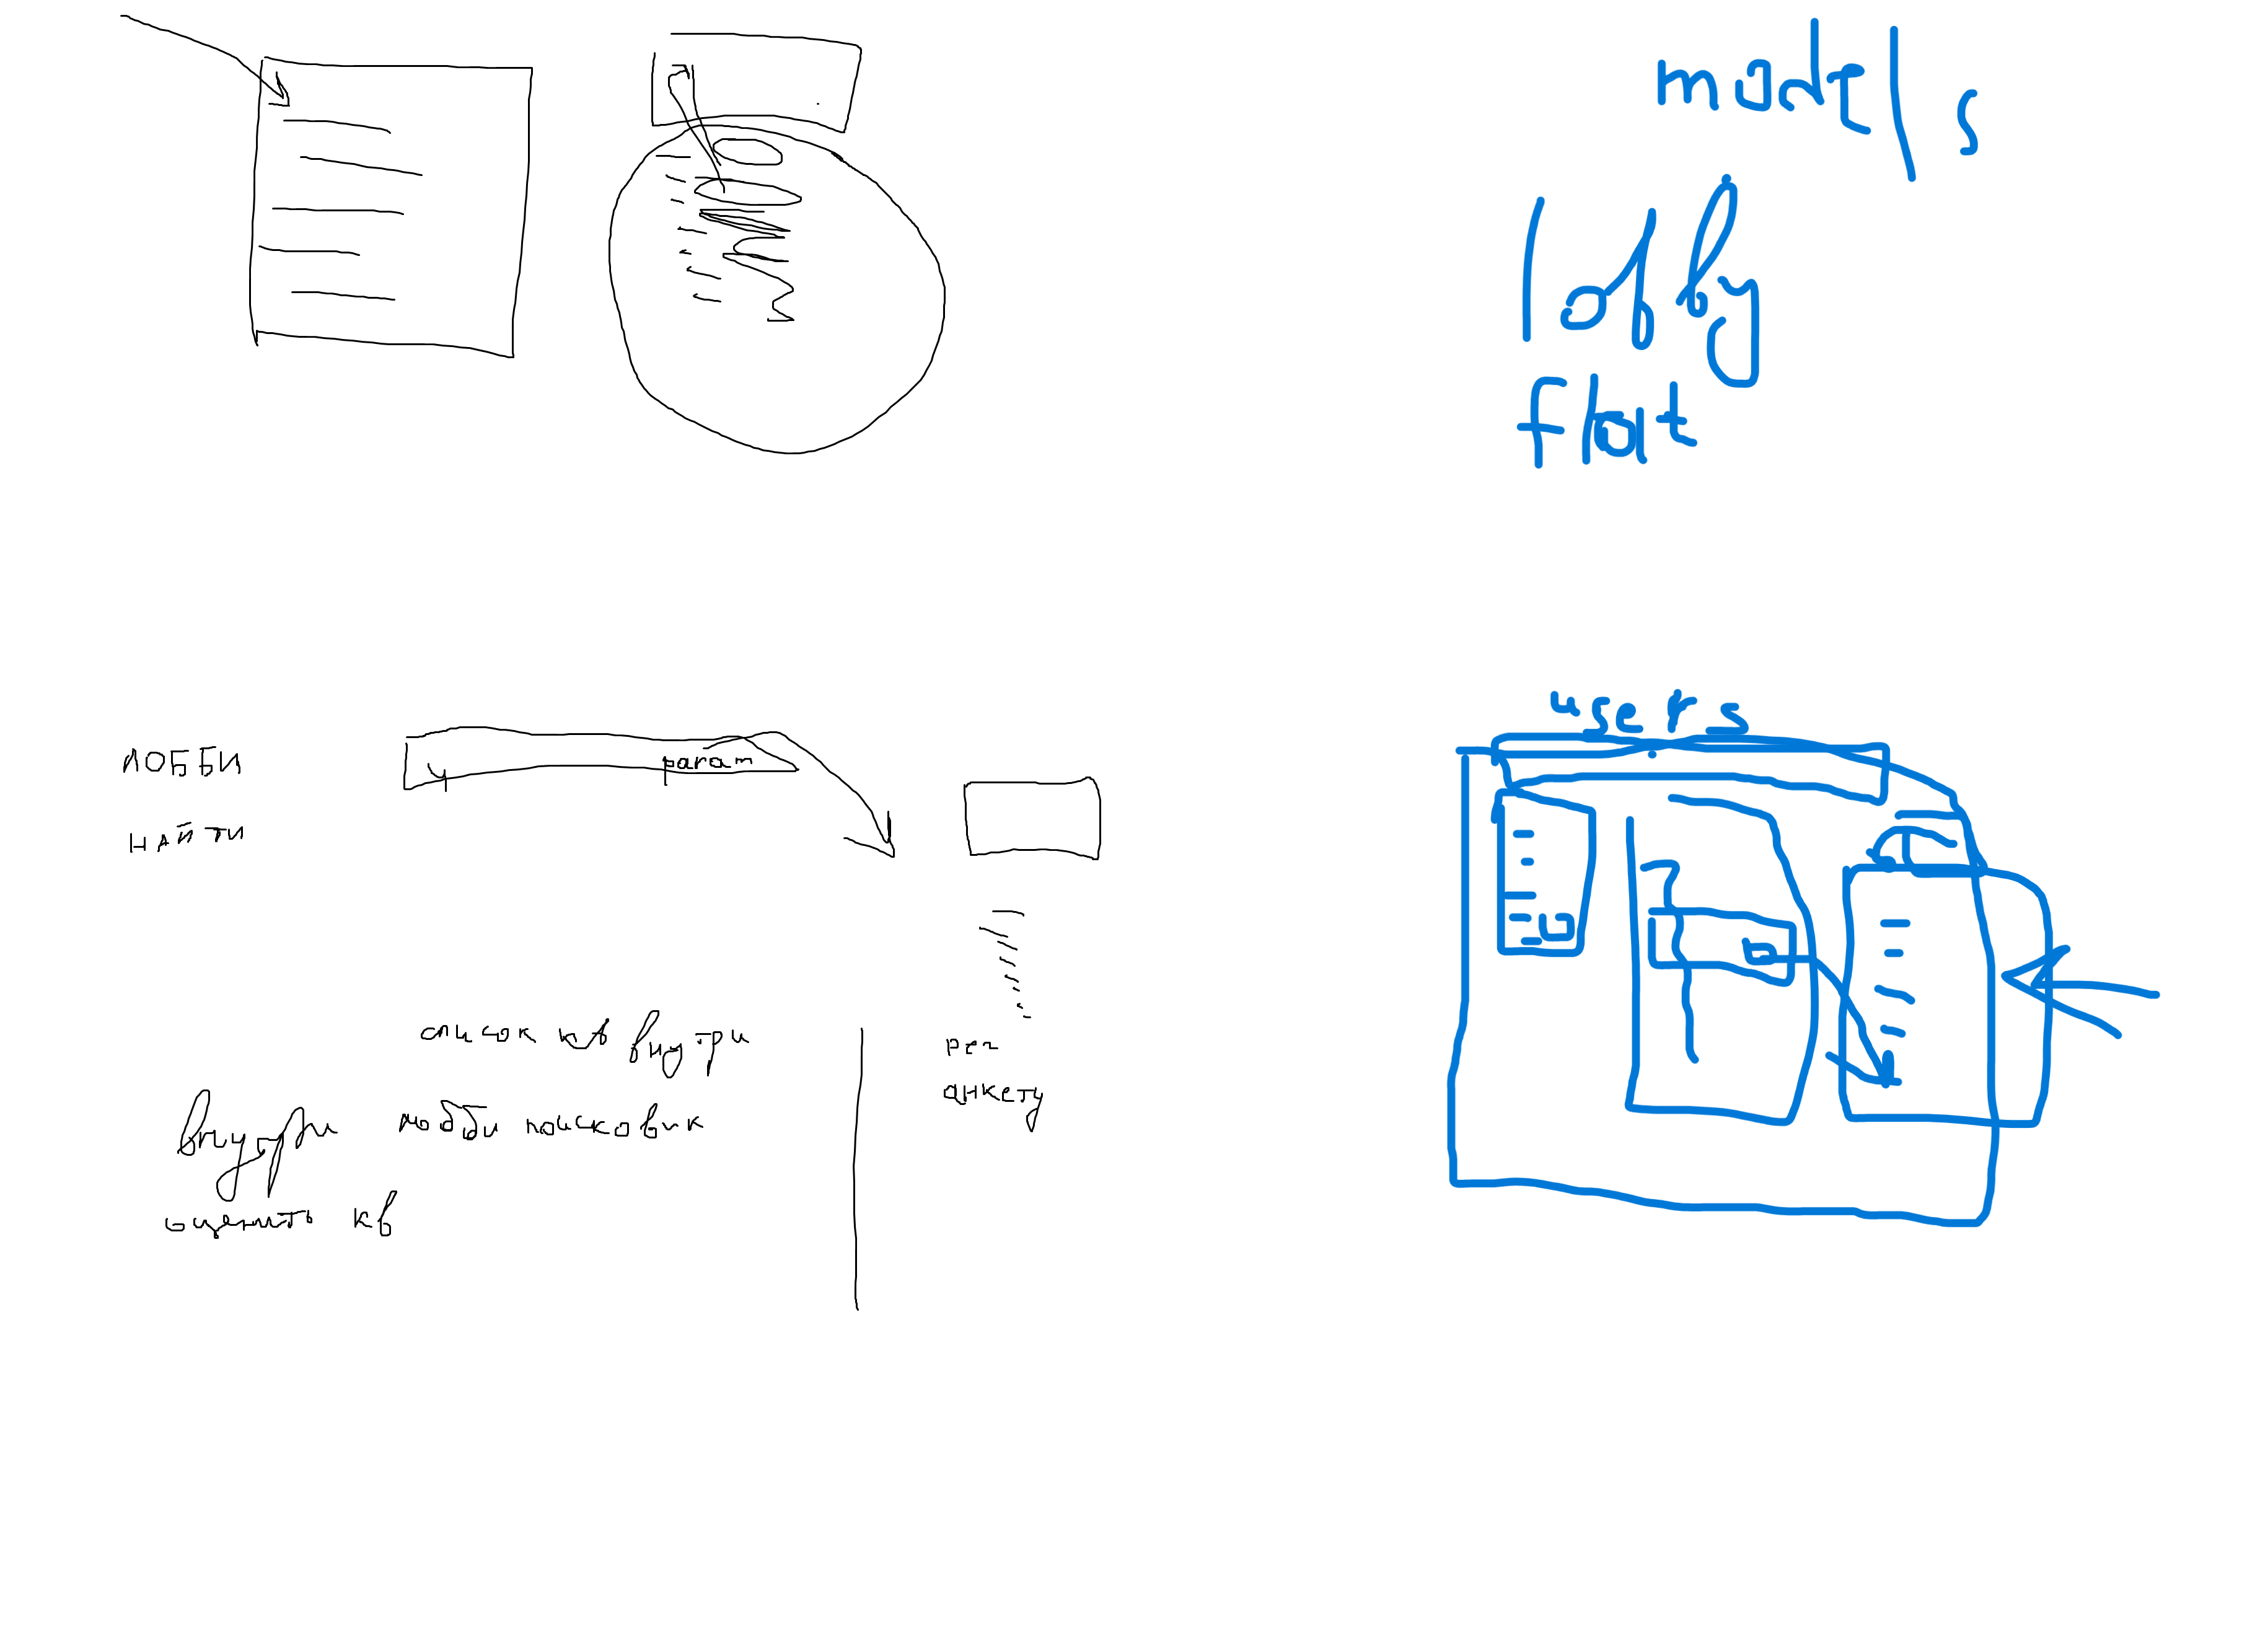 models
lobby
flat
users
ЛОББИ
param
НАЙТИ
список кв внутри
рег
анкету
внутри
лобби поисковик
оценить кв